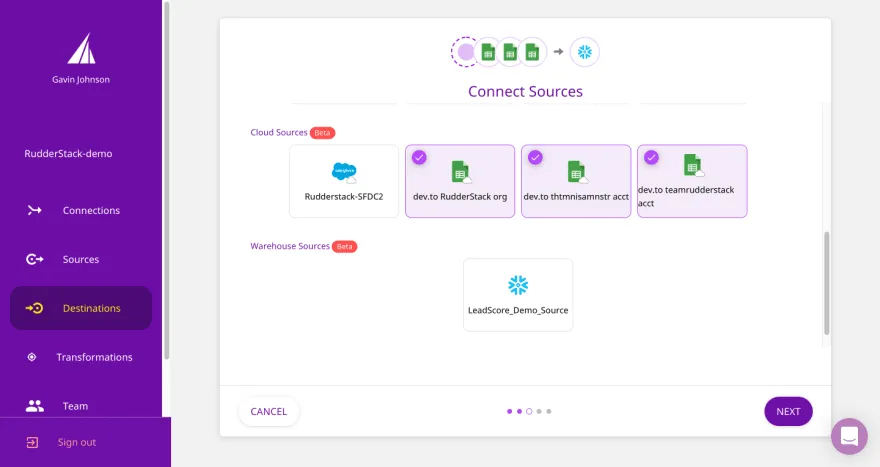 Gavin Johnson
RudderStack-demo
Connections
Sources
Destinations
Transformations
Team
Sign out
Connect Sources
Cloud Sources Beta
salesforce
Rudderstack-SFDC2
dev.to RudderStack org
dev.to thtmnisamnstr acct
dev.to teamrudderstack
acct
Warehouse Sources Beta
LeadScore_Demo_Source
CANCEL
NEXT